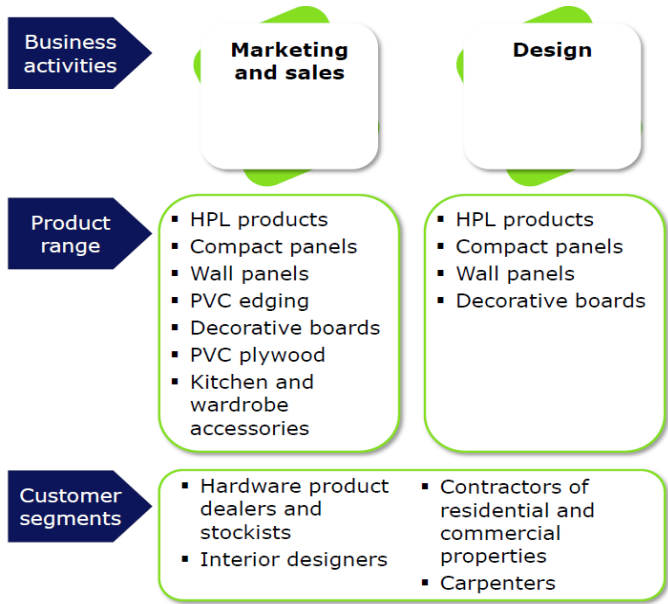 Business
activities
Marketing
and sales
Design
Product
range
▪ HPL products
▪ Compact panels
▪ Wall panels
▪ PVC edging
▪ Decorative boards
▪ PVC plywood
▪ Kitchen and
wardrobe
accessories
▪ HPL products
▪ Compact panels
▪ Wall panels
▪ Decorative boards
Customer
segments
▪ Hardware product
dealers and
stockists
▪ Interior designers
▪ Contractors of
residential and
commercial
properties
▪ Carpenters